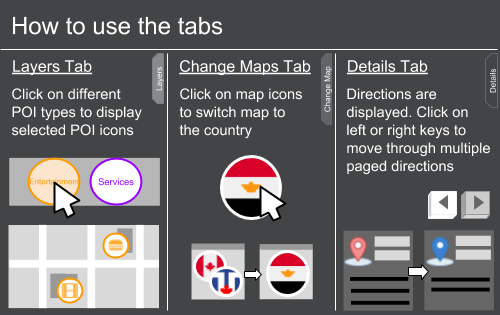 How to use the tabs
Layers Tab
Layers
Click on different
POI types to display
selected POI icons
Entertainment
Services
Change Maps Tab
Change Map
Click on map icons
to switch map to
the country
Details Tab
Details
Directions are
displayed. Click on
left or right keys to
move through multiple
paged directions